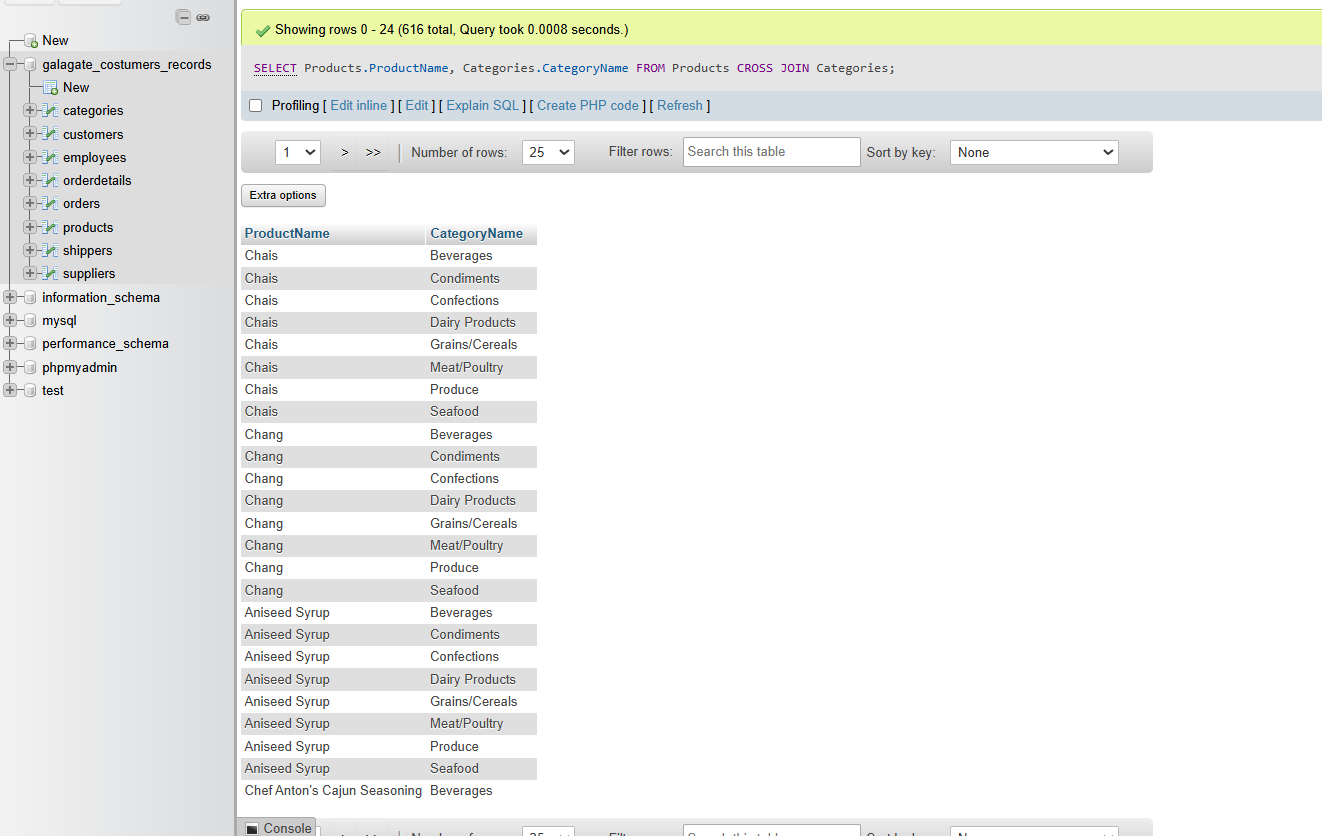 New
galagate_costumers_records
New
categories
customers
employees
orderdetails
orders
products
shippers
suppliers
information_schema
mysql
performance_schema
phpmyadmin
test
Showing rows 0 - 24 (616 total, Query took 0.0008 seconds.)
SELECT Products.ProductName, Categories.CategoryName FROM Products CROSS JOIN Categories;
Profiling [ Edit inline ] [ Edit ] [ Explain SQL ] [ Create PHP code ] [ Refresh ]
1 > >> | Number of rows: 25 Filter rows: Search this table Sort by key: None
Extra options
ProductName CategoryName
Chais Beverages
Chais Condiments
Chais Confections
Chais Dairy Products
Chais Grains/Cereals
Chais Meat/Poultry
Chais Produce
Chais Seafood
Chang Beverages
Chang Condiments
Chang Confections
Chang Dairy Products
Chang Grains/Cereals
Chang Meat/Poultry
Chang Produce
Chang Seafood
Aniseed Syrup Beverages
Aniseed Syrup Condiments
Aniseed Syrup Confections
Aniseed Syrup Dairy Products
Aniseed Syrup Grains/Cereals
Aniseed Syrup Meat/Poultry
Aniseed Syrup Produce
Aniseed Syrup Seafood
Chef Anton's Cajun Seasoning Beverages
Console